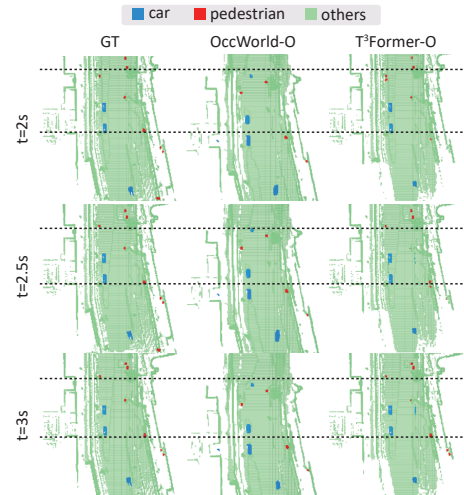 car pedestrian others
GT OccWorld-O T³Former-O
t=2s
t=2.5s
t=3s